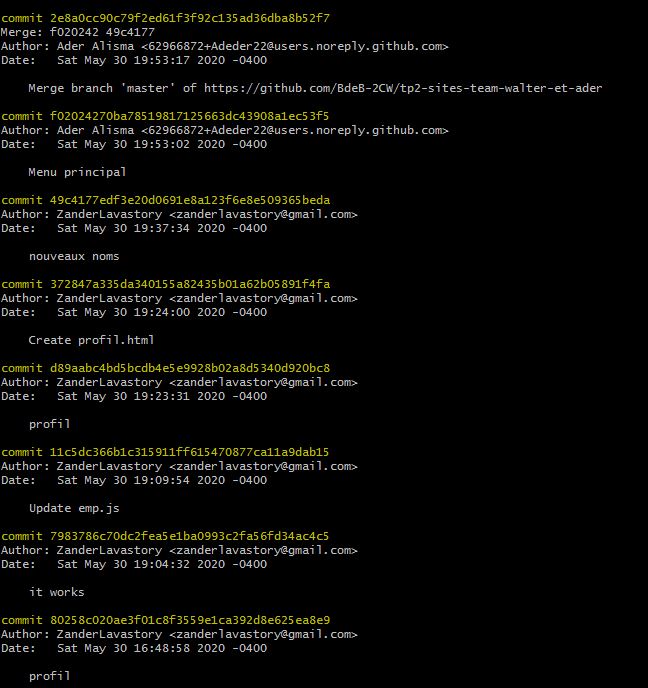 commit 2e8a0cc90c79f2ed61f3f92c135ad36dba8b52f7
Merge: f020242 49c4177
Author: Ader Alisma <62966872+Adeder22@users.noreply.github.com>
Date:   Sat May 30 19:53:17 2020 -0400
Merge branch 'master' of https://github.com/BdeB-2CW/tp2-sites-team-walter-et-ader
commit f02024270ba78519817125663dc43908a1ec53f5
Author: Ader Alisma <62966872+Adeder22@users.noreply.github.com>
Date:   Sat May 30 19:53:02 2020 -0400
Menu principal
commit 49c4177edf3e20d0691e8a123f6e8e509365beda
Author: ZanderLavastory <zanderlavastory@gmail.com>
Date:   Sat May 30 19:37:34 2020 -0400
nouveaux noms
commit 372847a335da340155a82435b01a62b05891f4fa
Author: ZanderLavastory <zanderlavastory@gmail.com>
Date:   Sat May 30 19:24:00 2020 -0400
Create profil.html
commit d89aabc4bd5bcdb4e5e9928b02a8d5340d920bc8
Author: ZanderLavastory <zanderlavastory@gmail.com>
Date:   Sat May 30 19:23:31 2020 -0400
profil
commit 11c5dc366b1c315911ff615470877ca11a9dab15
Author: ZanderLavastory <zanderlavastory@gmail.com>
Date:   Sat May 30 19:09:54 2020 -0400
Update emp.js
commit 7983786c70dc2fea5e1ba0993c2fa56fd34ac4c5
Author: ZanderLavastory <zanderlavastory@gmail.com>
Date:   Sat May 30 19:04:32 2020 -0400
it works
commit 80258c020ae3f01c8f3559e1ca392d8e625ea8e9
Author: ZanderLavastory <zanderlavastory@gmail.com>
Date:   Sat May 30 16:48:58 2020 -0400
profil